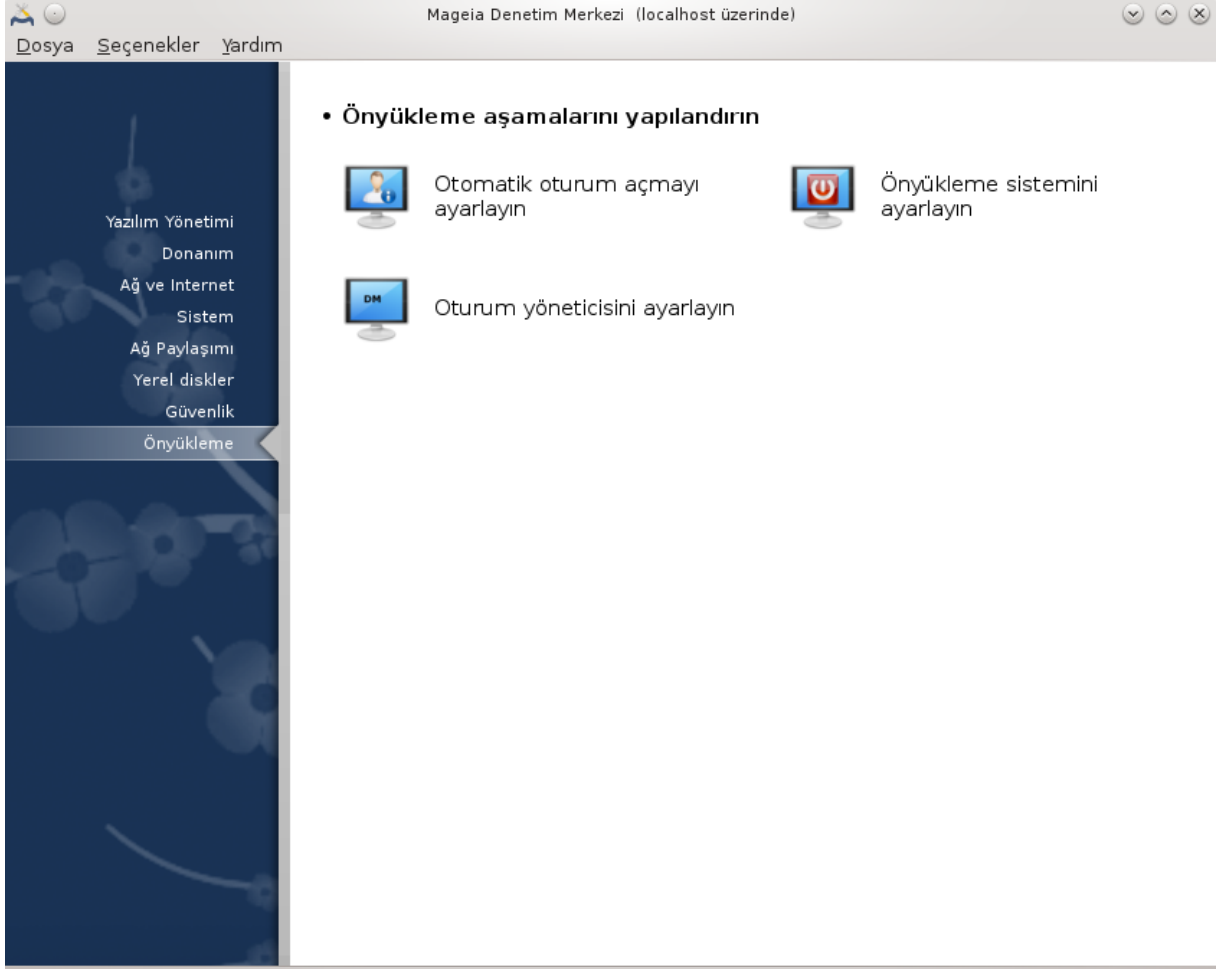 Mageia Denetim Merkezi (localhost üzerinde)
Dosya Seçenekler Yardım
Yazılım Yönetimi
Donanım
Ağ ve Internet
Sistem
Ağ Paylaşımı
Yerel diskler
Güvenlik
Önyükleme
• Önyükleme aşamalarını yapılandırın
Otomatik oturum açmayı
ayarlayın
Önyükleme sistemini
ayarlayın
DM
Oturum yöneticisini ayarlayın